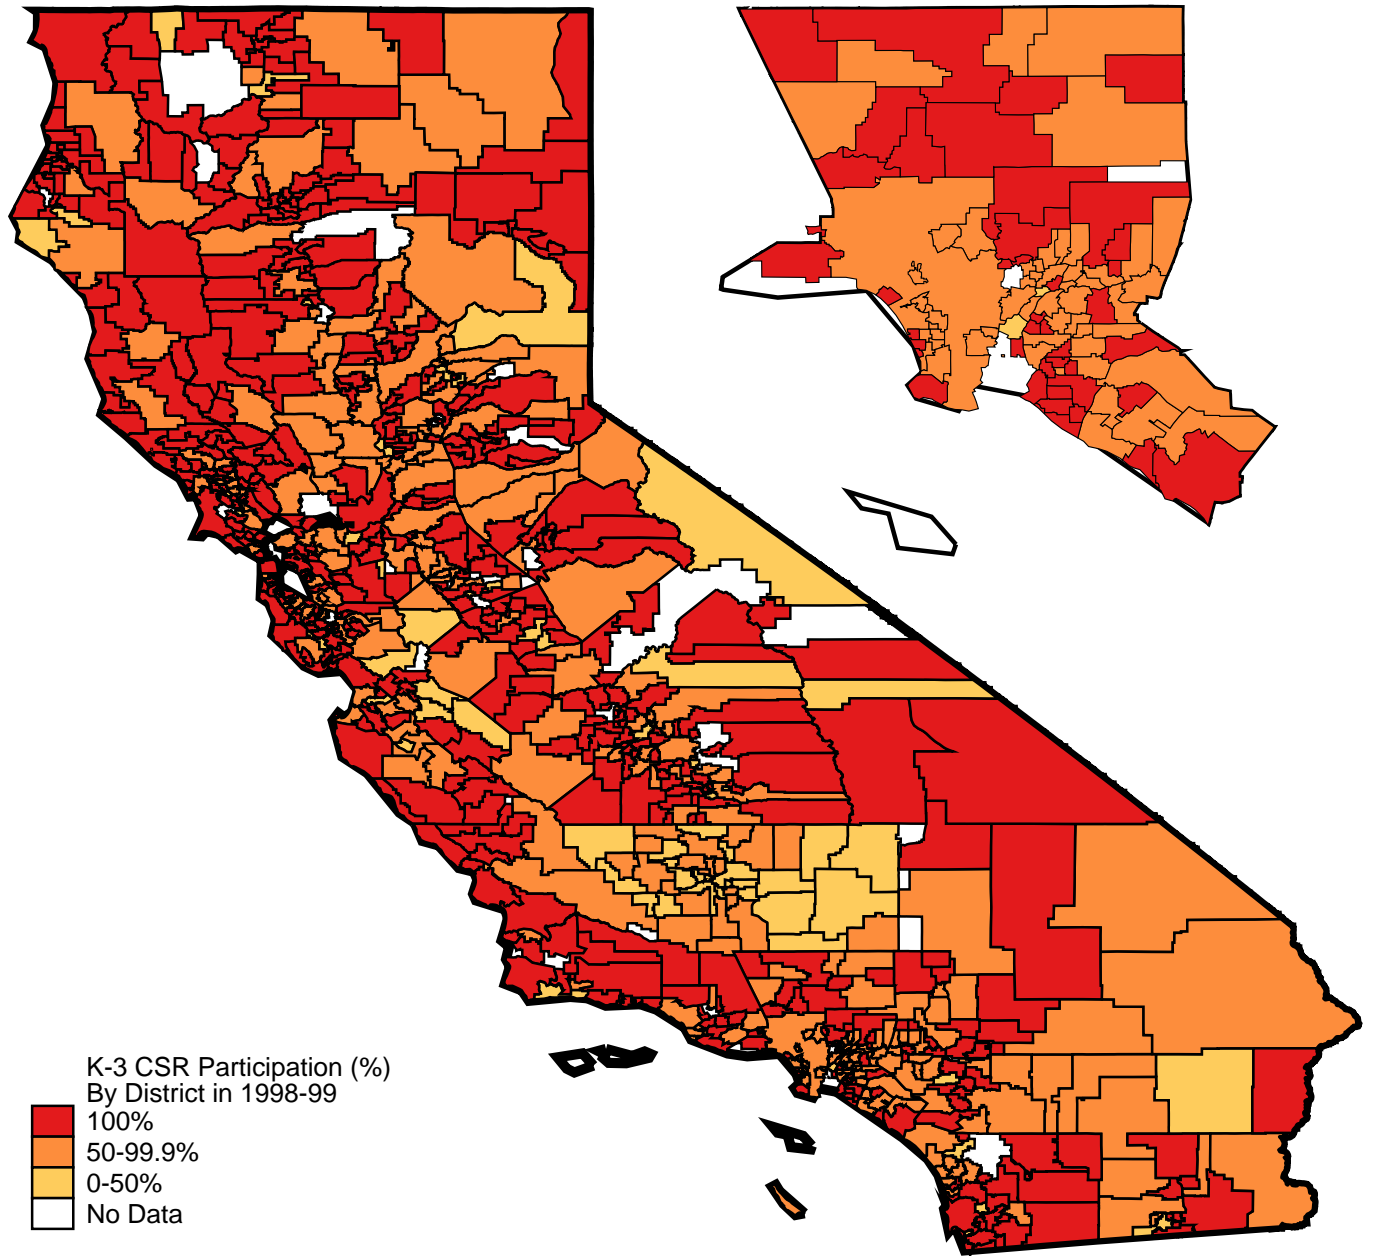 K-3 CSR Participation (%)
By District in 1998-99
100%
50-99.9%
0-50%
No Data